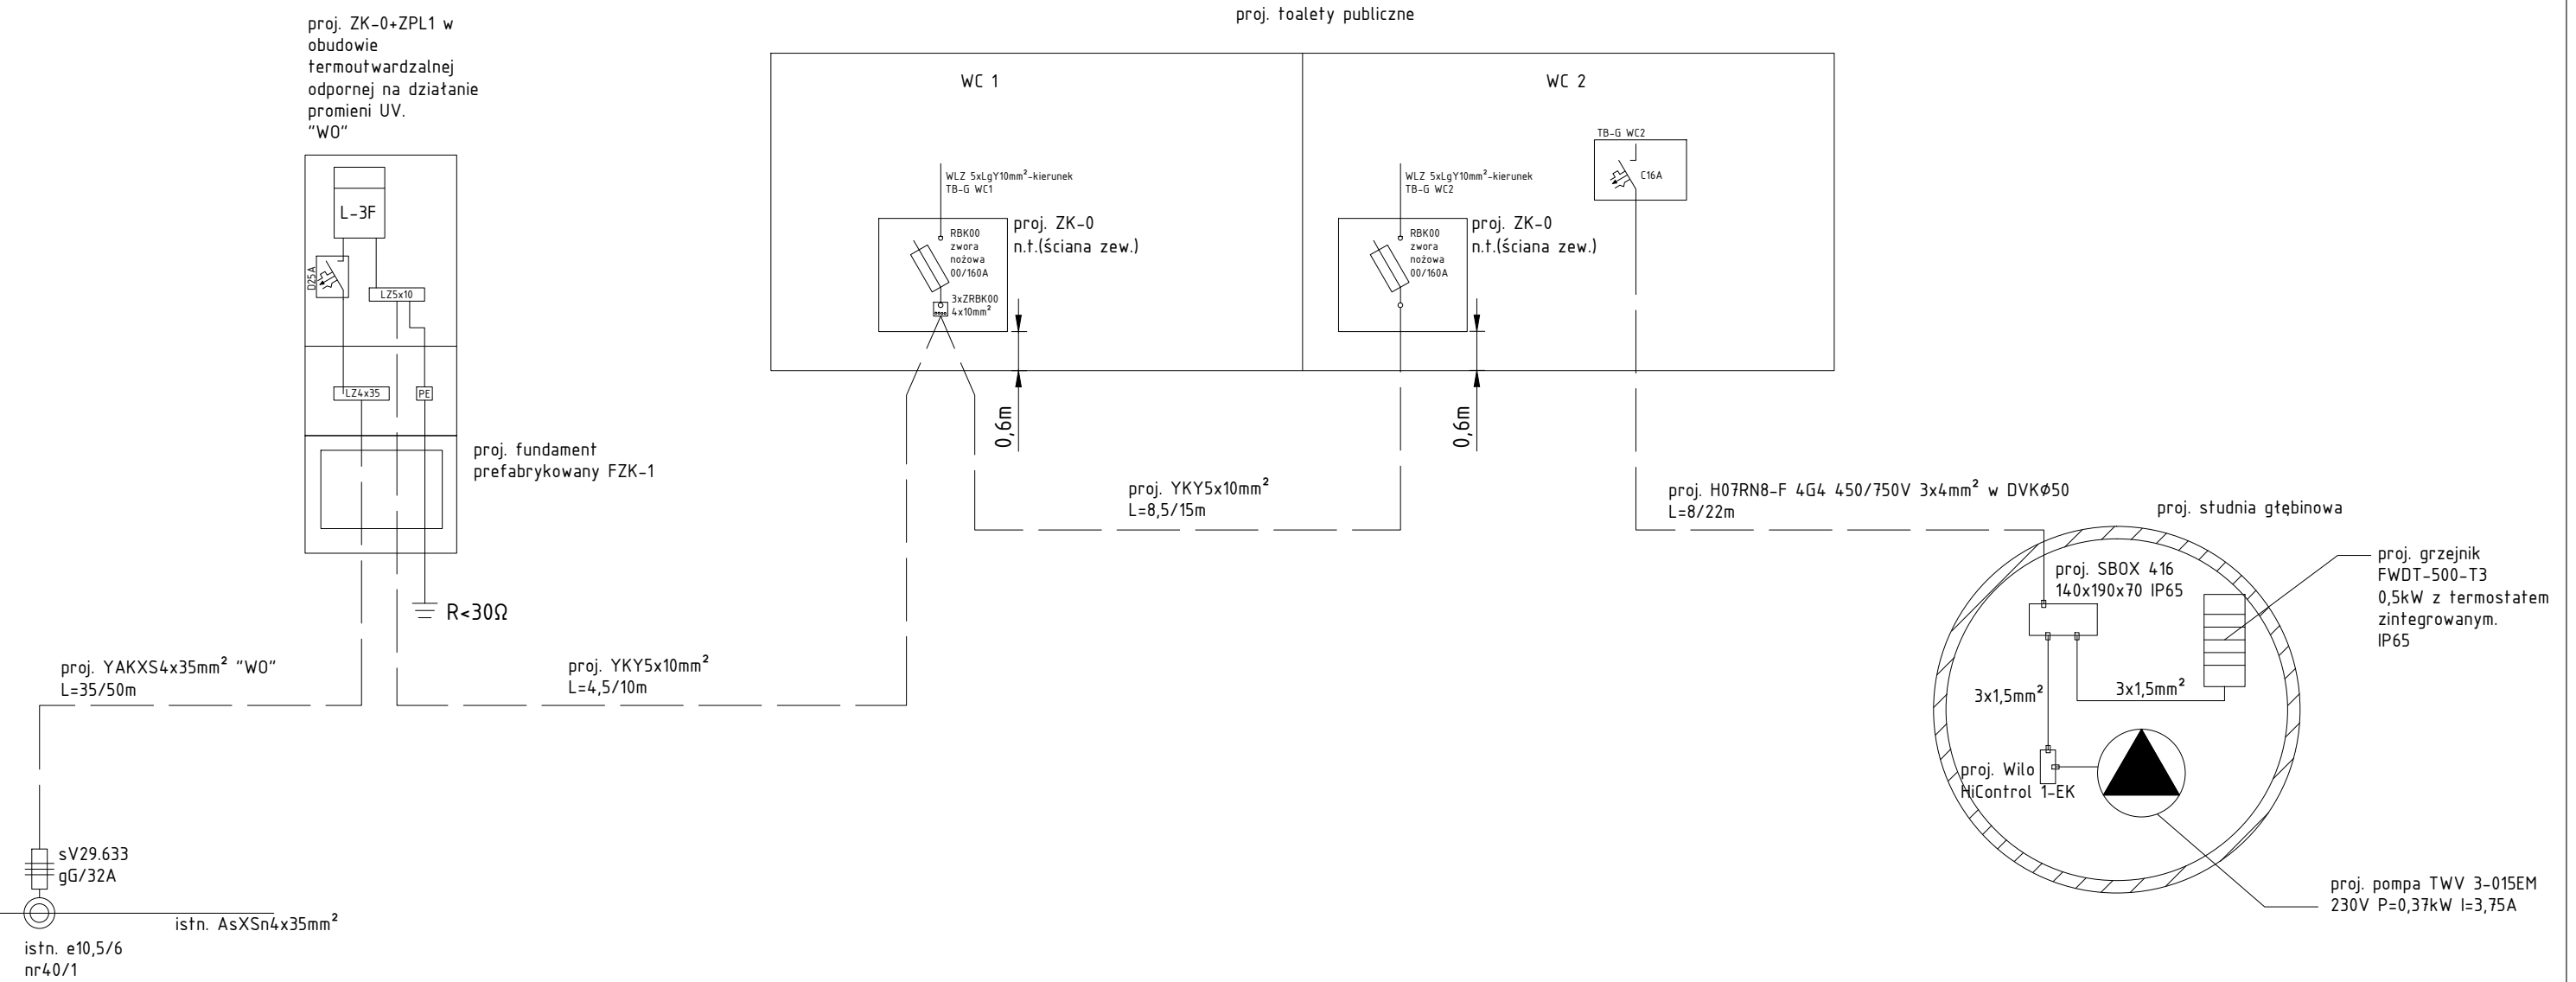 proj. toalety publiczne
proj. ZK-0+ZPL1 w
obudowie
termoutwardzalnej
odpornej na działanie
promieni UV.
"WO"
L-3F
D25A
LZ5x10
LZ4x35
PE
proj. fundament
prefabrykowany FZK-1
R<30Ω
proj. YAKXS4x35mm² "WO"
L=35/50m
sV29.633
gG/32A
istn. AsXSn4x35mm²
istn. e10,5/6
nr40/1
proj. YKY5x10mm²
L=4,5/10m
WC 1
WLZ 5xLgY10mm²-kierunek
TB-G WC1
RBK00
zwora
nożowa
00/160A
3xZRBK00
4x10mm²
proj. ZK-0
n.t.(ściana zew.)
0,6m
proj. YKY5x10mm²
L=8,5/15m
WC 2
WLZ 5xLgY10mm²-kierunek
TB-G WC2
RBK00
zwora
nożowa
00/160A
proj. ZK-0
n.t.(ściana zew.)
0,6m
TB-G WC2
C16A
proj. H07RN8-F 4G4 450/750V 3x4mm² w DVKφ50
L=8/22m
proj. studnia głębinowa
proj. SBOX 416
140x190x70 IP65
proj. grzejnik
FWDT-500-T3
0,5kW z termostatem
zintegrowanym.
IP65
3x1,5mm²
3x1,5mm²
proj. Wilo
HiControl 1-EK
proj. pompa TWV 3-015EM
230V P=0,37kW I=3,75A